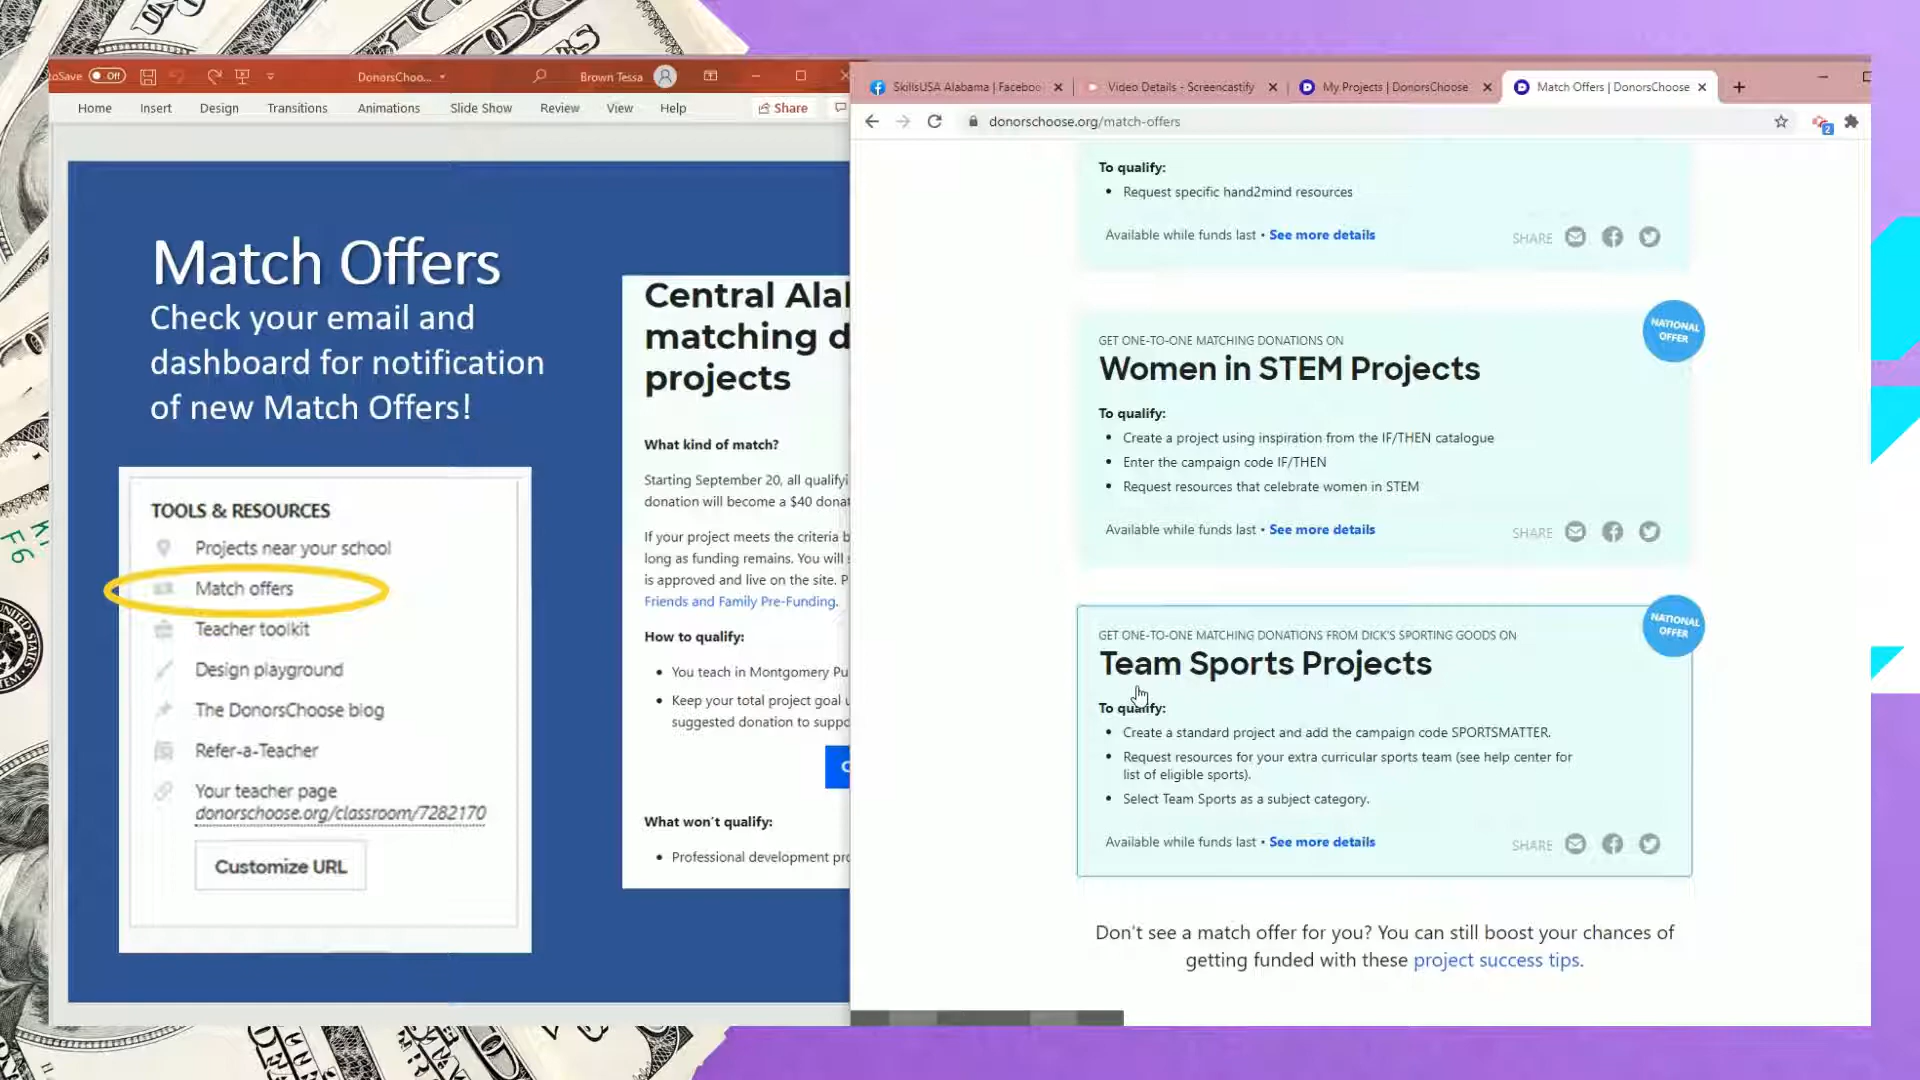 oSave Off
DonorsChoo...
Brown Tessa
Home Insert Design Transitions Animations Slide Show Review View Help Share
Match Offers
Check your email and
dashboard for notification
of new Match Offers!
TOOLS & RESOURCES
Projects near your school
Match offers
Teacher toolkit
Design playground
The DonorsChoose blog
Refer-a-Teacher
Your teacher page
donorschoose.org/classroom/7282170
Customize URL
Central Ala
matching d
projects
What kind of match?
Starting September 20, all qualifyi
donation will become a $40 dona
If your project meets the criteria b
long as funding remains. You will
is approved and live on the site. P
Friends and Family Pre-Funding.
How to qualify:
You teach in Montgomery Pu
Keep your total project goal
suggested donation to suppo
What won't qualify:
Professional development pro
SkillsUSA Alabama | Faceboo
Video Details - Screencastify
My Projects | DonorsChoose
Match Offers | DonorsChoose
donorschoose.org/match-offers
2
To qualify:
Request specific hand2mind resources
Available while funds last • See more details
SHARE
NATIONAL
OFFER
GET ONE-TO-ONE MATCHING DONATIONS ON
Women in STEM Projects
To qualify:
Create a project using inspiration from the IF/THEN catalogue
Enter the campaign code IF/THEN
Request resources that celebrate women in STEM
Available while funds last • See more details
SHARE
NATIONAL
OFFER
GET ONE-TO-ONE MATCHING DONATIONS FROM DICK'S SPORTING GOODS ON
Team Sports Projects
To qualify:
Create a standard project and add the campaign code SPORTSMATTER.
Request resources for your extra curricular sports team (see help center for
list of eligible sports).
Select Team Sports as a subject category.
Available while funds last • See more details
SHARE
Don't see a match offer for you? You can still boost your chances of
getting funded with these project success tips.
F6